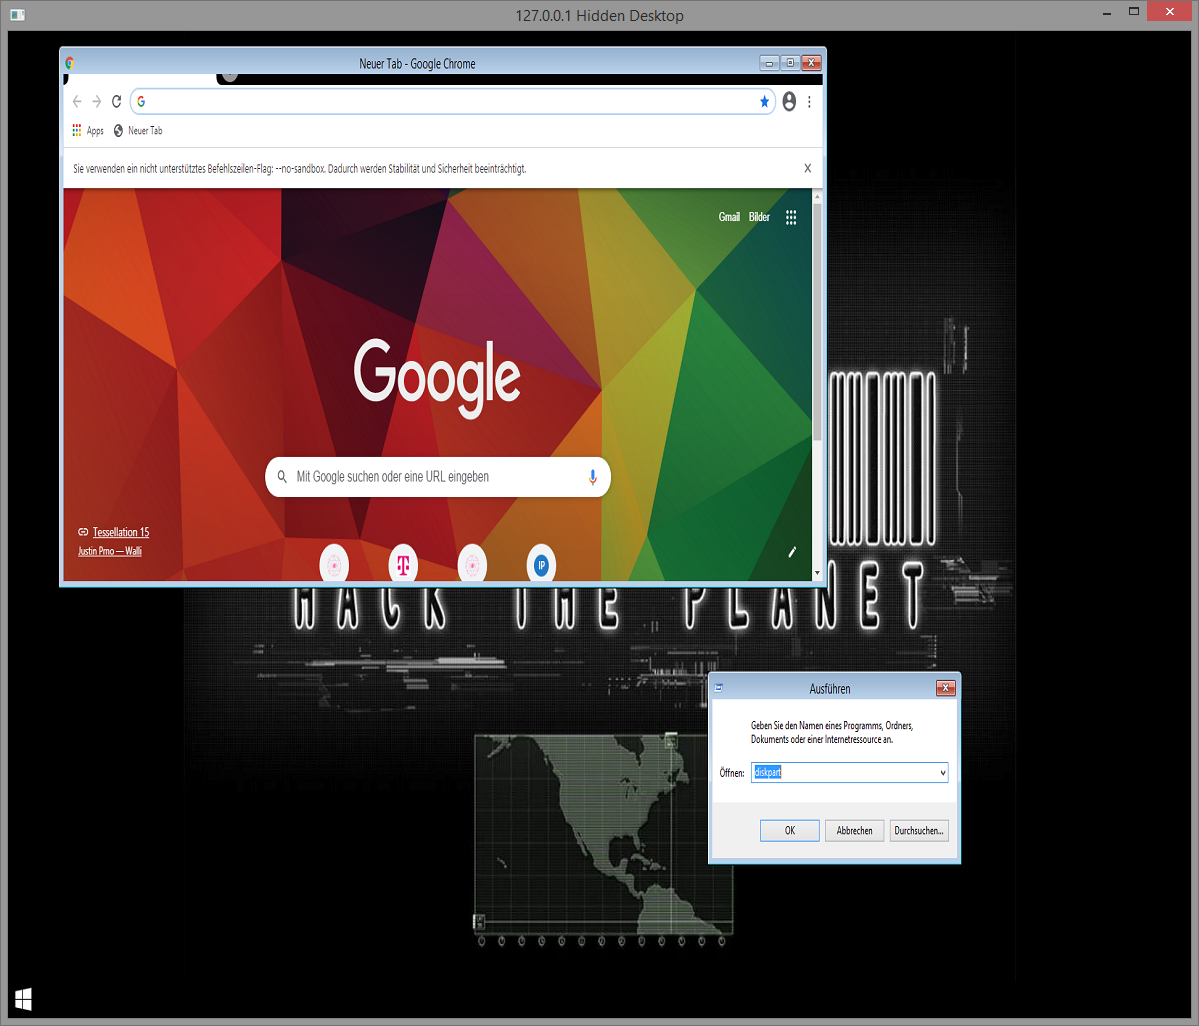 127.0.0.1 Hidden Desktop
Neuer Tab - Google Chrome
Apps Neuer Tab
Sie verwenden ein nicht unterstütztes Befehlszeilen-Flag: --no-sandbox. Dadurch werden Stabilität und Sicherheit beeinträchtigt.
Gmail Bilder
Google
Mit Google suchen oder eine URL eingeben
Tessellation 15
Justin Prno — Walli
T
IP
HACK THE PLANET
Ausführen
Geben Sie den Namen eines Programms, Ordners,
Dokuments oder einer Internetressource an.
Öffnen: diskpart
OK Abbrechen Durchsuchen...